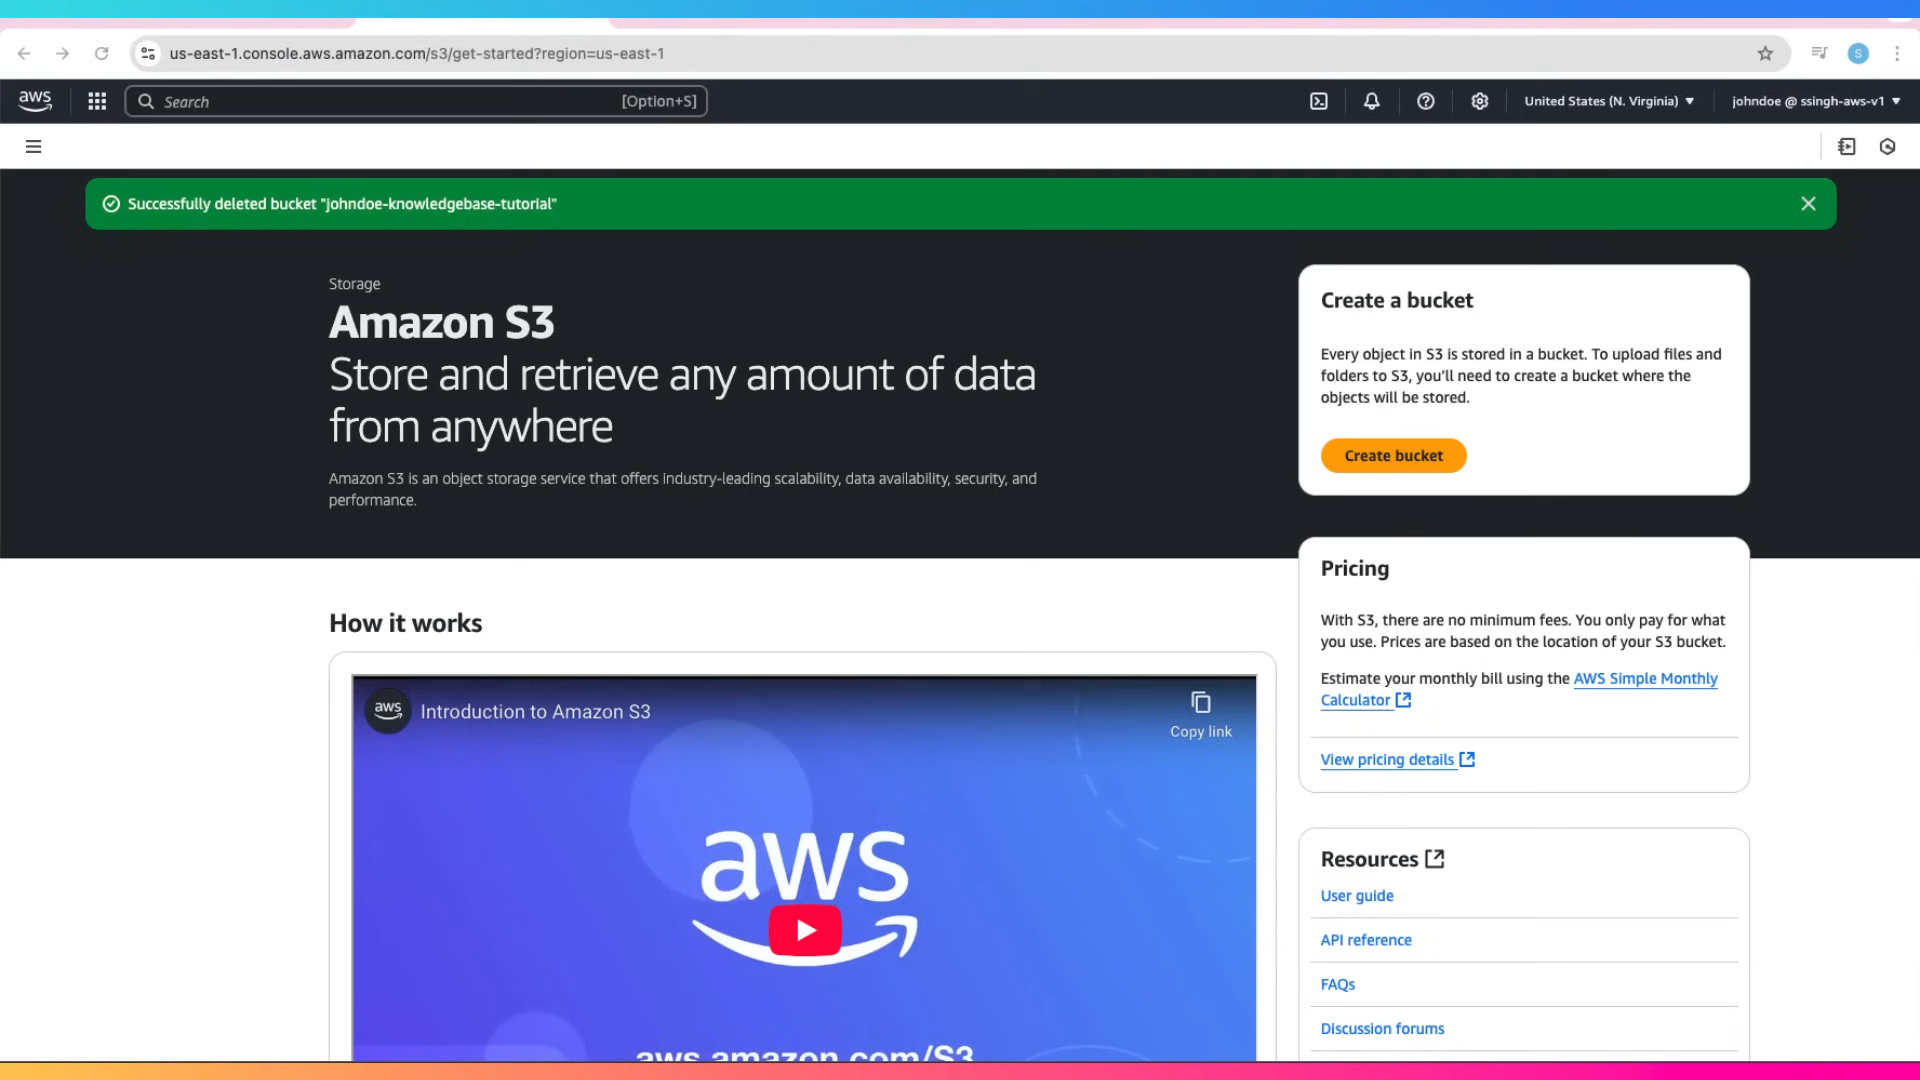 us-east-1.console.aws.amazon.com/s3/get-started?region=us-east-1
S
aws
Search
[Option+S]
United States (N. Virginia)
johndoe @ ssingh-aws-v1
Successfully deleted bucket "johndoe-knowledgebase-tutorial"
Storage
Amazon S3
Store and retrieve any amount of data
from anywhere
Amazon S3 is an object storage service that offers industry-leading scalability, data availability, security, and
performance.
Create a bucket
Every object in S3 is stored in a bucket. To upload files and
folders to S3, you'll need to create a bucket where the
objects will be stored.
Create bucket
Pricing
With S3, there are no minimum fees. You only pay for what
you use. Prices are based on the location of your S3 bucket.
Estimate your monthly bill using the AWS Simple Monthly
Calculator
View pricing details
How it works
aws
Introduction to Amazon S3
Copy link
aws
aws.amazon.com/S3
Resources
User guide
API reference
FAQs
Discussion forums